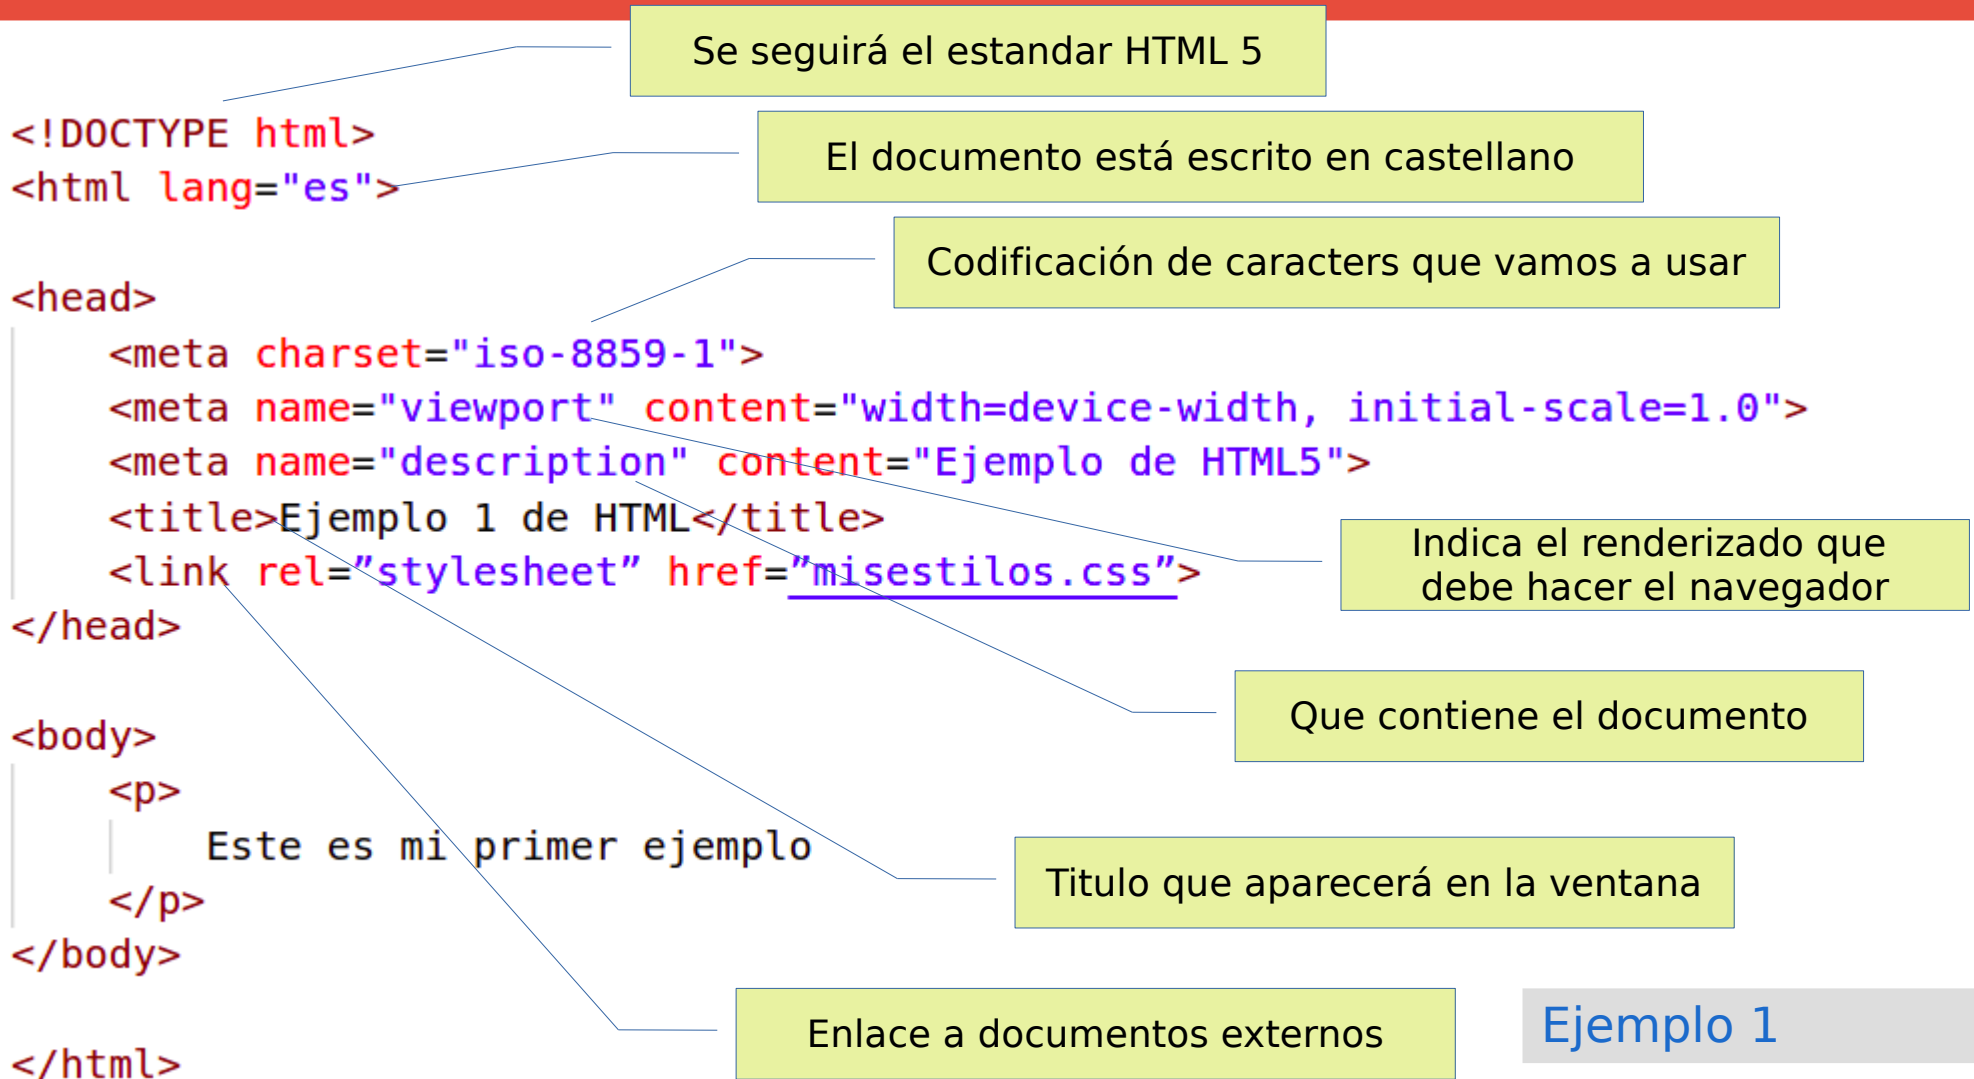 Se seguirá el estandar HTML 5
<!DOCTYPE html>
El documento está escrito en castellano
<html lang="es">
Codificación de caracters que vamos a usar
<head>
<meta charset="iso-8859-1">
<meta name="viewport" content="width=device-width, initial-scale=1.0">
<meta name="description" content="Ejemplo de HTML5">
<title>Ejemplo 1 de HTML</title>
<link rel=”stylesheet” href=”misestilos.css”>
Indica el renderizado que
debe hacer el navegador
</head>
Que contiene el documento
<body>
<p>
Este es mi primer ejemplo
Titulo que aparecerá en la ventana
</p>
</body>
Enlace a documentos externos
Ejemplo 1
</html>